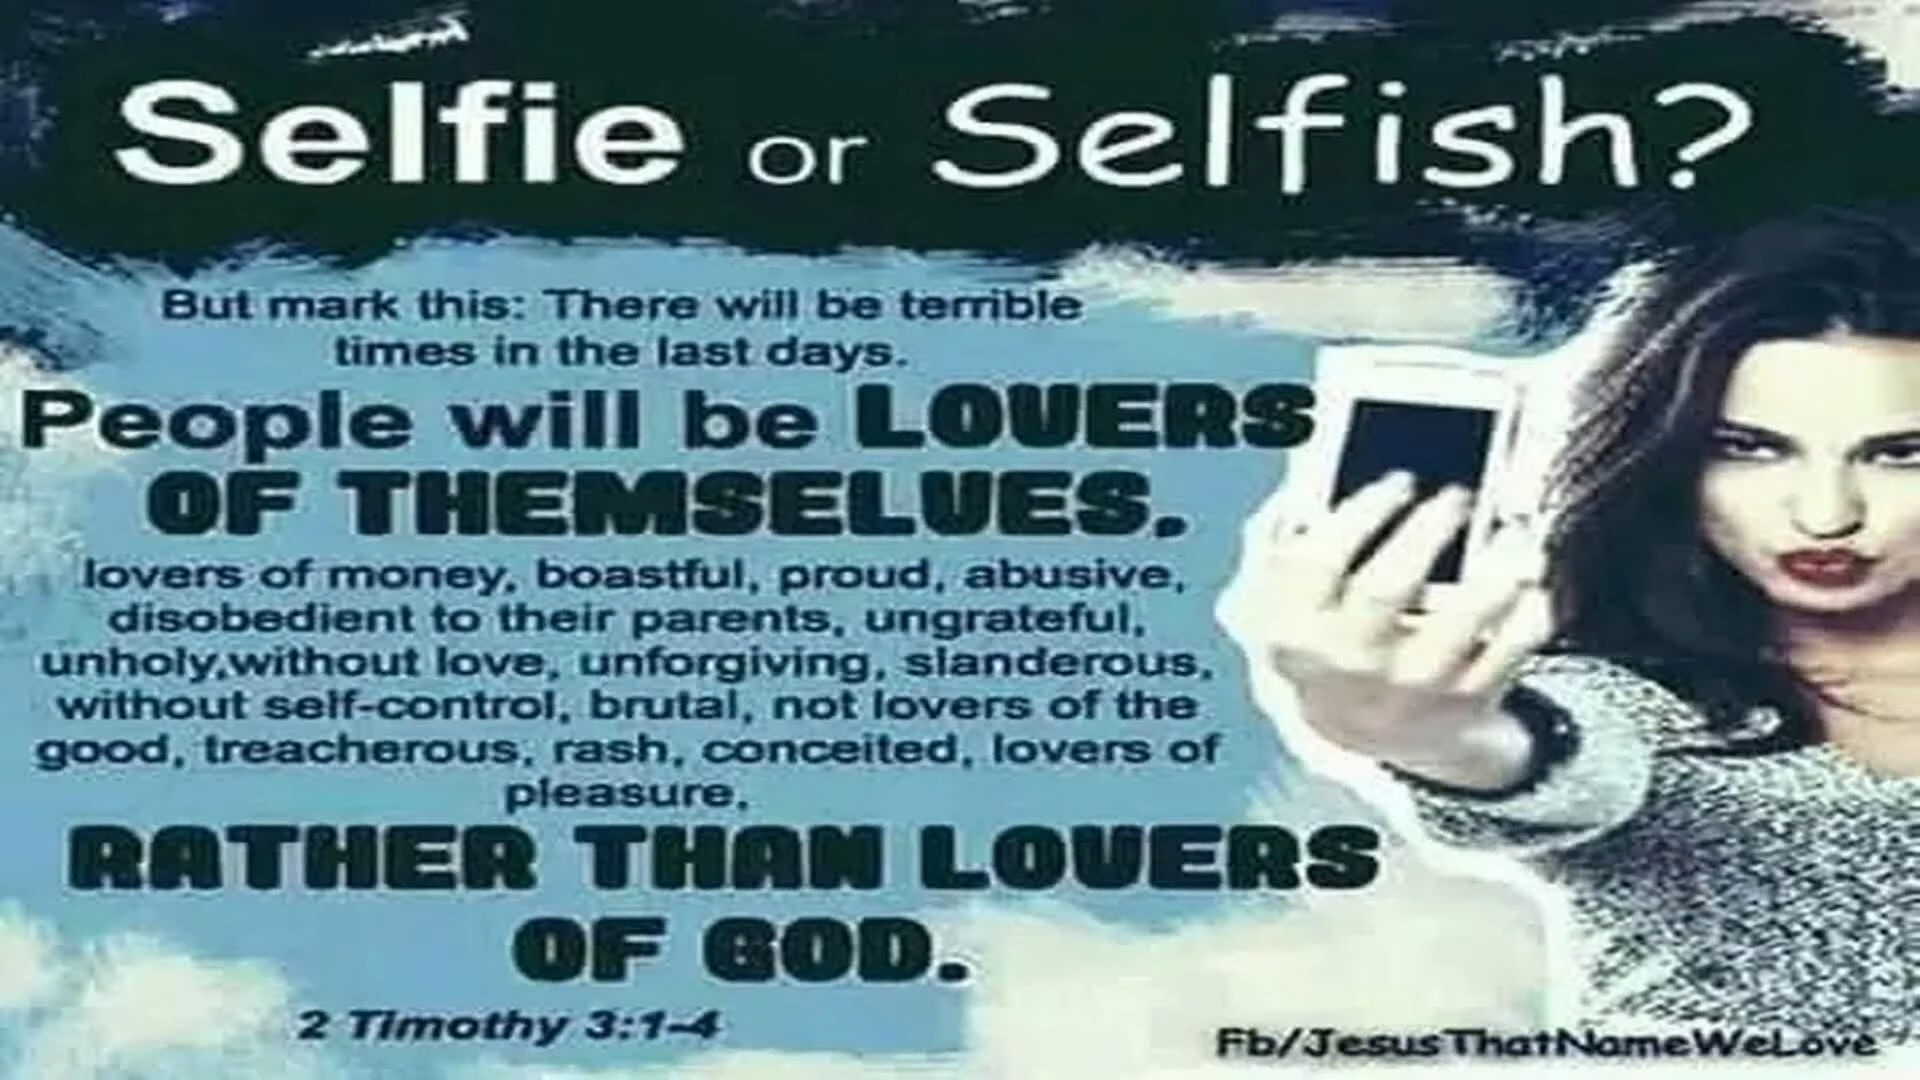 Selfie or Selfish?
But mark this: There will be terrible
times in the last days.
People will be LOVERS
OF THEMSELVES,
lovers of money, boastful, proud, abusive,
disobedient to their parents, ungrateful,
unholy,without love, unforgiving, slanderous,
without self-control, brutal, not lovers of the
good, treacherous, rash, conceited, lovers of
pleasure,
RATHER THAN LOVERS
OF GOD.
2 Timothy 3:1-4
Fb/JesusThatNameWeLove